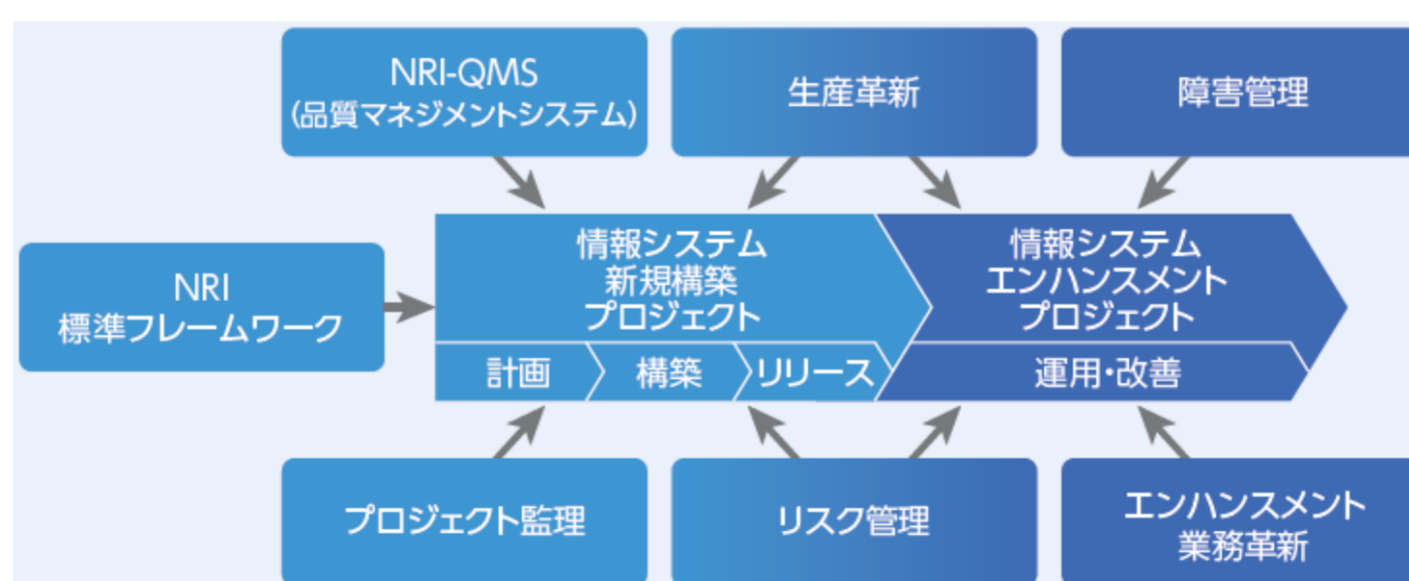 NRI-QMS
(品質マネジメントシステム)
生産革新
障害管理
NRI
標準フレームワーク
情報システム
新規構築
プロジェクト
情報システム
エンハンスメント
プロジェクト
計画
構築
リリース
運用・改善
プロジェクト監理
リスク管理
エンハンスメント
業務革新